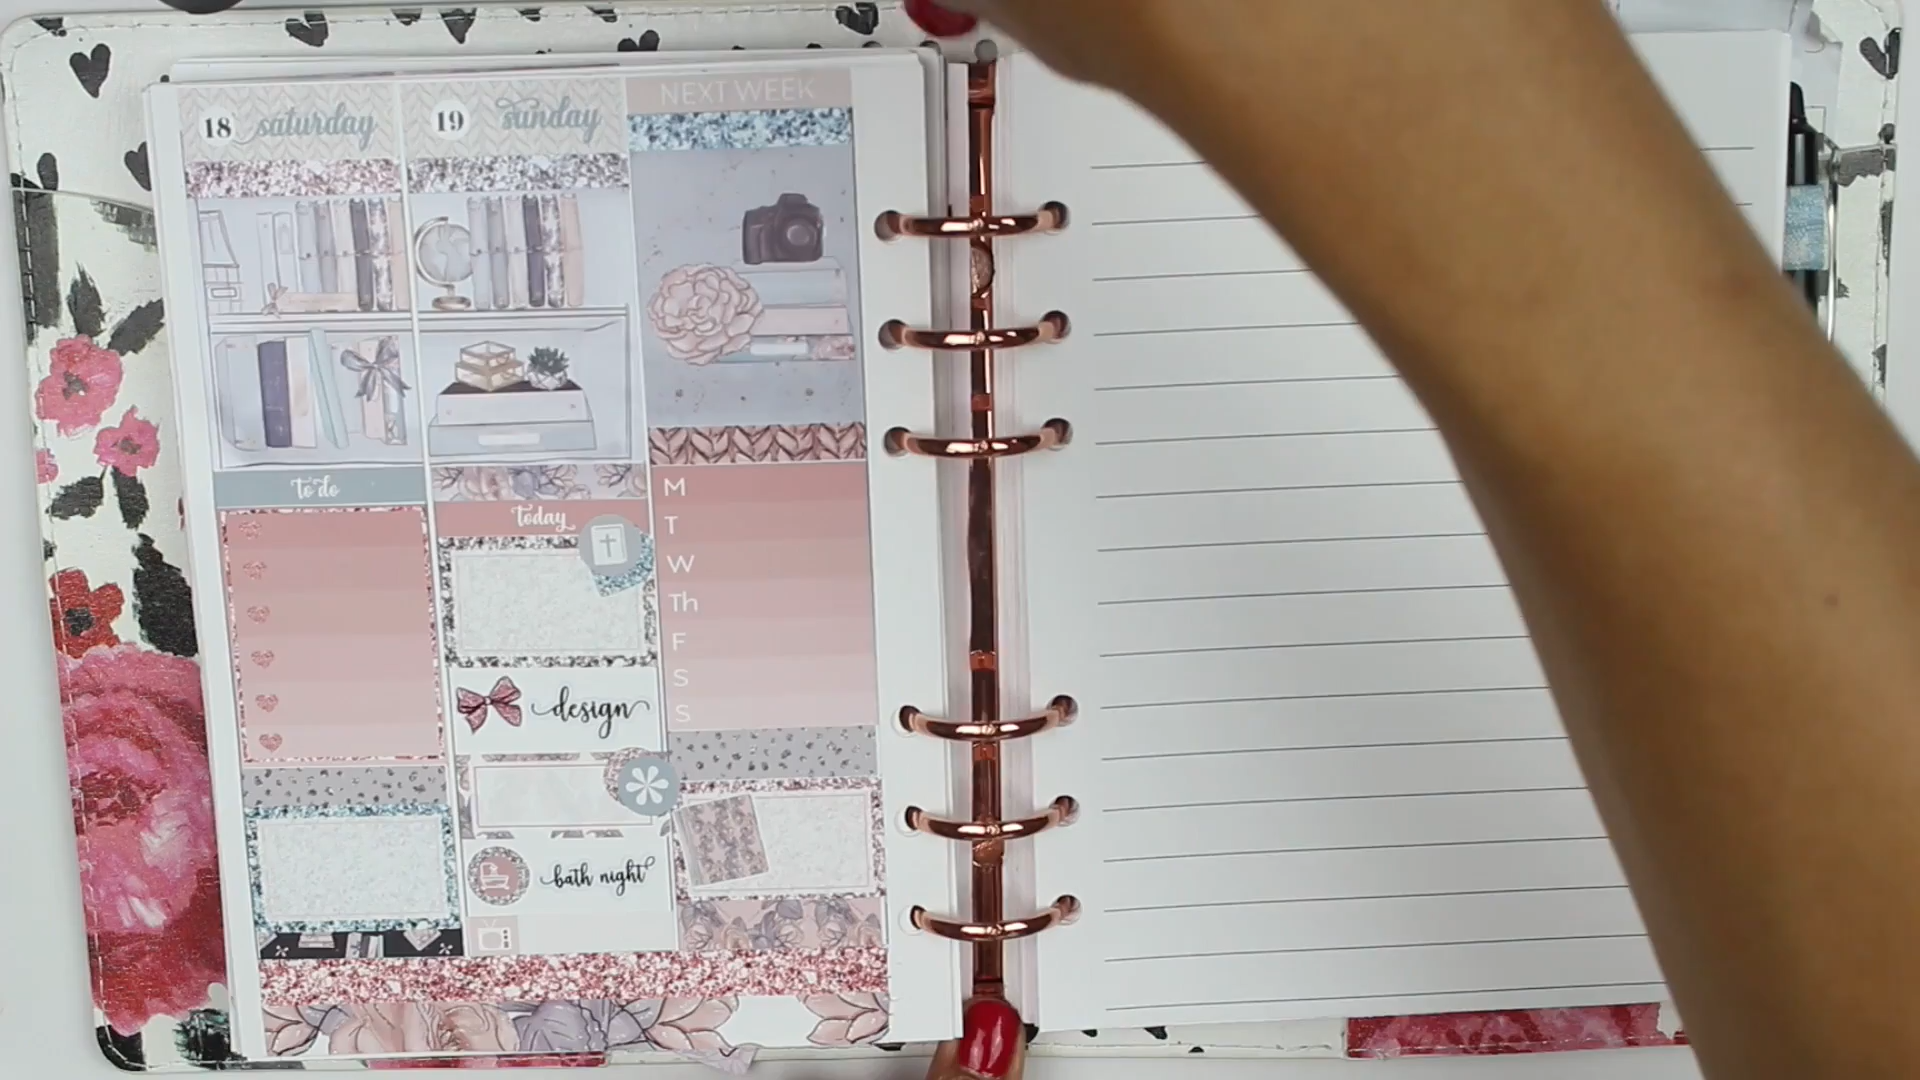 18 saturday
to do
19 sunday
today
design
bath night
NEXT WEEK
M
T
W
Th
F
S
S